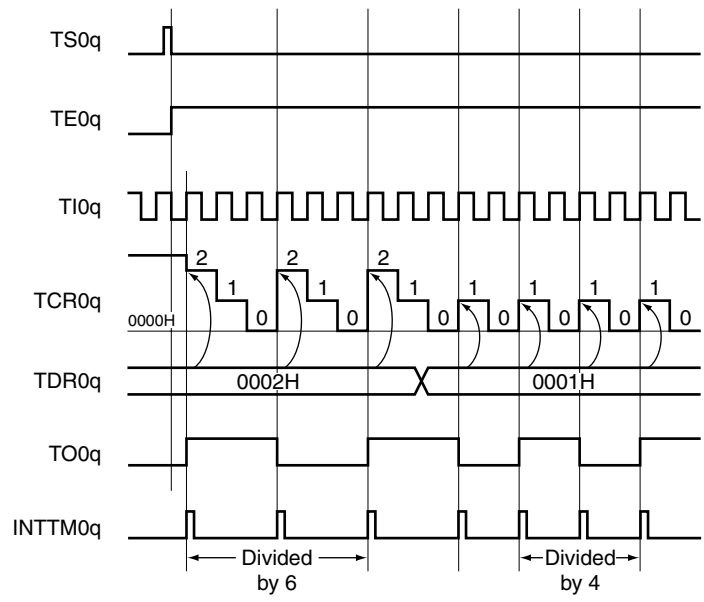 TS0q
TE0q
TI0q
TCR0q
2 1 0 2 1 0 2 1 0 1 0 1 0 1 0 1 0
0000H
TDR0q
0002H 0001H
TO0q
INTTM0q
Divided by 6
Divided by 4